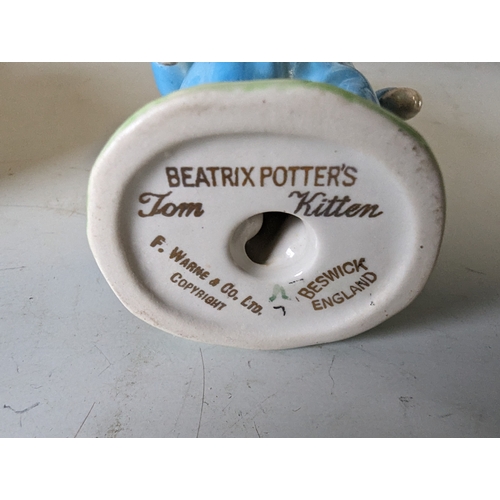 BEATRIX POTTER'S
Tom Kitten
F. WARNE & CO. LTD.
COPYRIGHT
BESWICK
ENGLAND